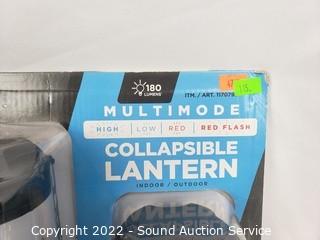 180
LUMENS
ITM. / ART. 117079
MULTIMODE
HIGH | LOW | RED | RED FLASH
COLLAPSIBLE
LANTERN
INDOOR / OUTDOOR
Copyright 2022 - Sound Auction Service